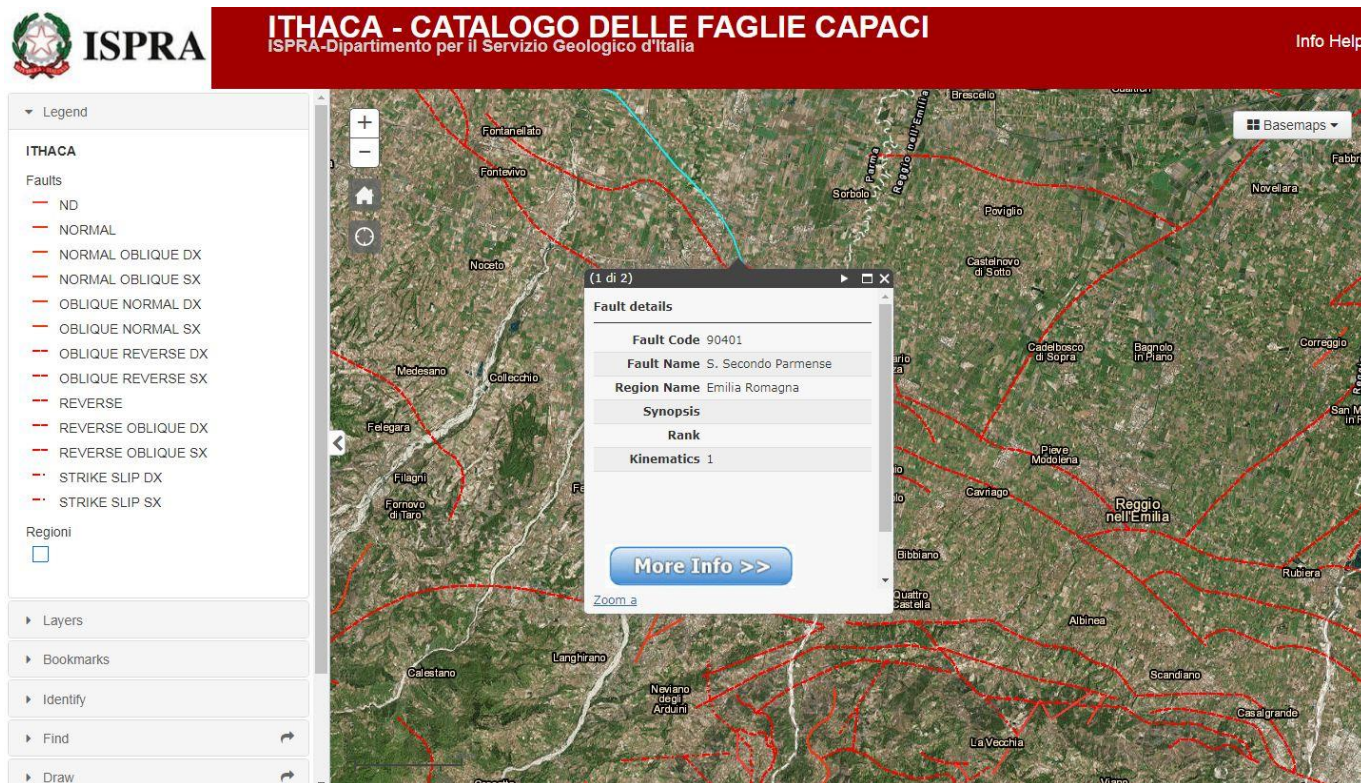 ISPRA
ITHACA - CATALOGO DELLE FAGLIE CAPACI
ISPRA-Dipartimento per il Servizio Geologico d'Italia
Info Help
Legend
ITHACA
Faults
ND
NORMAL
NORMAL OBLIQUE DX
NORMAL OBLIQUE SX
OBLIQUE NORMAL DX
OBLIQUE NORMAL SX
OBLIQUE REVERSE DX
OBLIQUE REVERSE SX
REVERSE
REVERSE OBLIQUE DX
REVERSE OBLIQUE SX
STRIKE SLIP DX
STRIKE SLIP SX
Regioni
Layers
Bookmarks
Identify
Find
Draw
+
−
Basemaps
Brescello
Fontanellato
Fontevivo
Parma
Reggio nell'Emilia
Sorbolo
Novellara
Poviglio
Noceto
Castelnovo
di Sotto
Cadelbosco
di Sopra
Bagnolo
in Piano
Correggio
Medesano
Collecchio
Felegara
Pieve
Modolena
Filagni
Fornovo
di Taro
Cavriago
Reggio
nell'Emilia
Bibbiano
Rubiera
Quattro
Castella
Albinea
Langhirano
Calestano
Scandiano
Neviano
degli
Arduini
Casalgrande
La Vecchia
Viano
(1 di 2)
Fault details
Fault Code 90401
Fault Name S. Secondo Parmense
Region Name Emilia Romagna
Synopsis
Rank
Kinematics 1
More Info >>
Zoom a